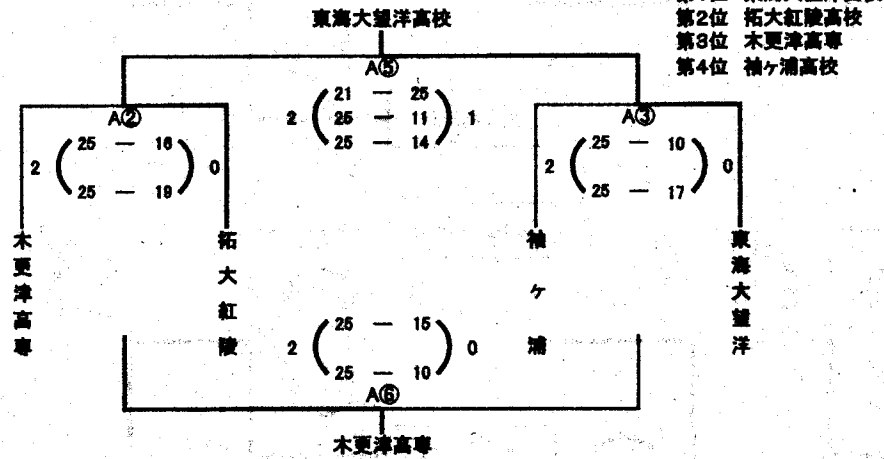 東海大望洋高校
第2位 拓大紅陵高校
第3位 木更津高専
第4位 袖ヶ浦高校
A⑤
2 21 — 25 1
25 — 11
25 — 14
A②
2 25 — 16 0
25 — 19
A③
2 25 — 10 0
25 — 17
木更津高専
拓大紅陵
袖ヶ浦
東海大望洋
2 25 — 15 0
25 — 10
A⑥
木更津高専